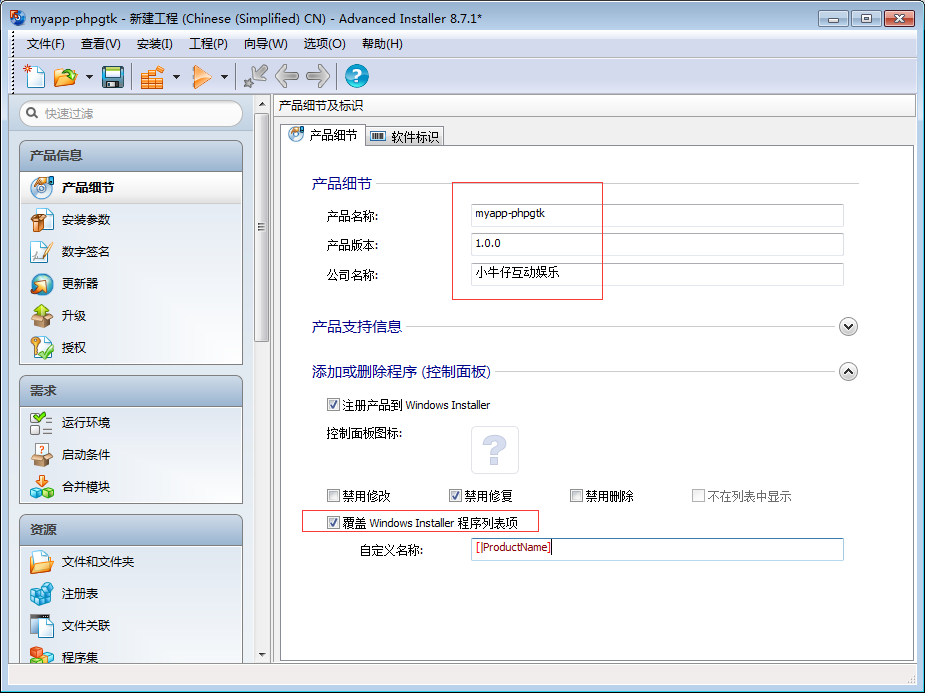 myapp-phpgtk - 新建工程 (Chinese (Simplified) CN) - Advanced Installer 8.7.1*
文件(F) 查看(V) 安装(I) 工程(P) 向导(W) 选项(O) 帮助(H)
快速过滤
产品信息
产品细节
安装参数
数字签名
更新器
升级
授权
需求
运行环境
启动条件
合并模块
资源
文件和文件夹
注册表
文件关联
程序集
产品细节及标识
产品细节 软件标识
产品细节
产品名称: myapp-phpgtk
产品版本: 1.0.0
公司名称: 小牛仔互动娱乐
产品支持信息
添加或删除程序 (控制面板)
注册产品到 Windows Installer
控制面板图标:
禁用修改 禁用修复 禁用删除 不在列表中显示
覆盖 Windows Installer 程序列表项
自定义名称: [|ProductName]